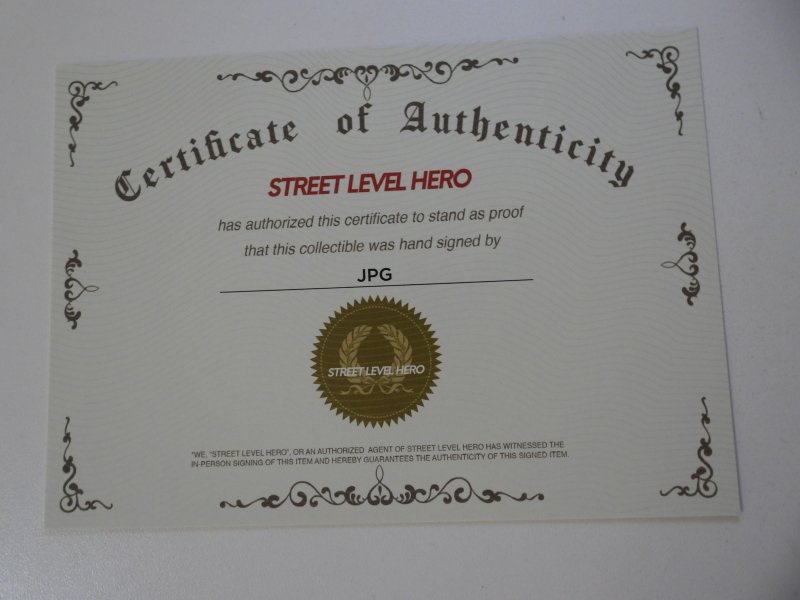 Certificate of Authenticity
STREET LEVEL HERO
has authorized this certificate to stand as proof
that this collectible was hand signed by
JPG
STREET LEVEL HERO
"WE, "STREET LEVEL HERO", OR AN AUTHORIZED AGENT OF STREET LEVEL HERO HAS WITNESSED THE
IN-PERSON SIGNING OF THIS ITEM AND HEREBY GUARANTEES THE AUTHENTICITY OF THIS SIGNED ITEM.